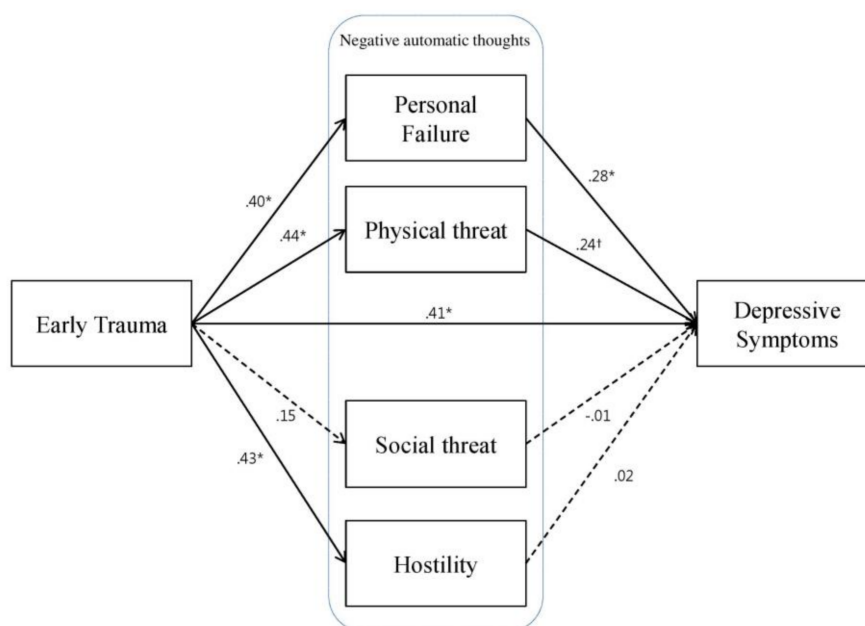 Negative automatic thoughts
Personal
Failure
.40*
.28*
Physical threat
.44*
.24†
Early Trauma
.41*
Depressive
Symptoms
.15
Social threat
-.01
.43*
.02
Hostility